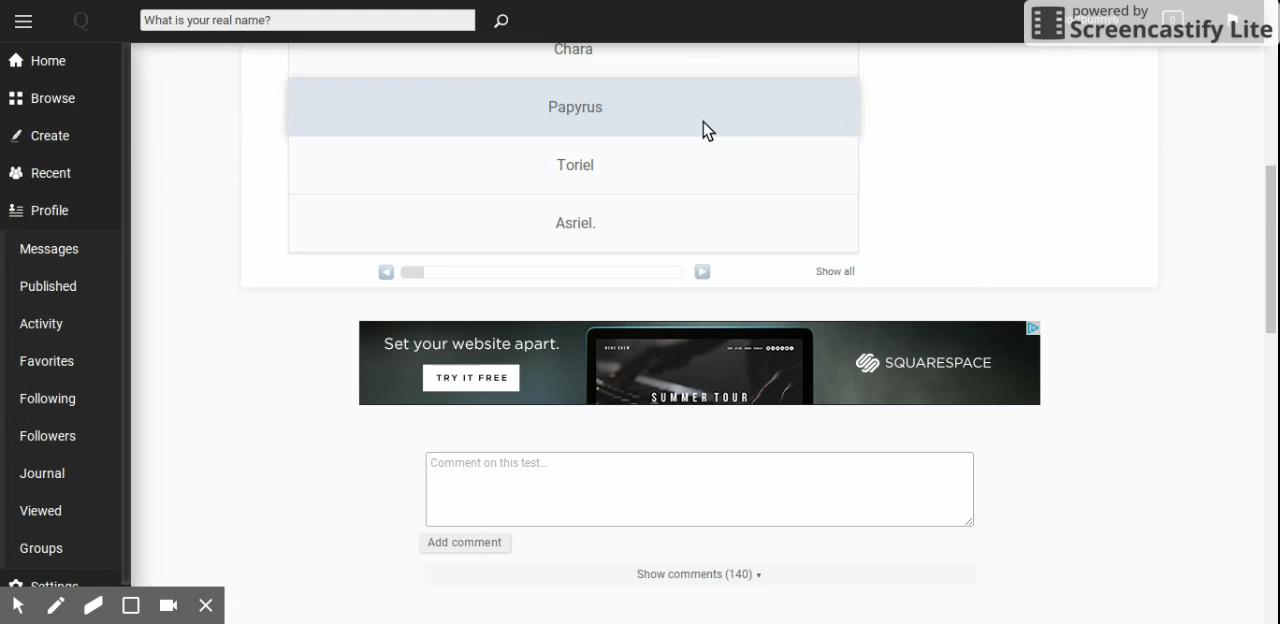 Q
What is your real name?
powered by
Screencastify Lite
Home
Browse
Create
Recent
Profile
Messages
Published
Activity
Favorites
Following
Followers
Journal
Viewed
Groups
Settings
Chara
Papyrus
Toriel
Asriel.
Show all
Set your website apart.
TRY IT FREE
SUMMER TOUR
SQUARESPACE
Comment on this test...
Add comment
Show comments (140) ▾